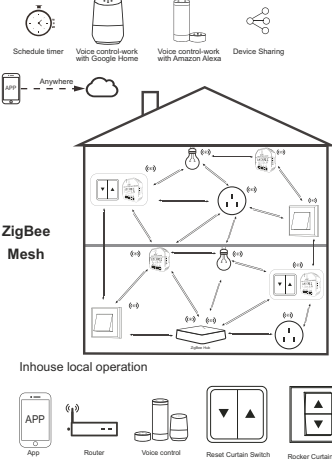 Schedule timer
Voice control-work
with Google Home
Voice control-work
with Amazon Alexa
Device Sharing
APP
Anywhere
ZigBee
Mesh
ZigBee Hub
Inhouse local operation
APP
App
Router
Voice control
Reset Curtain Switch
Rocker Curtain